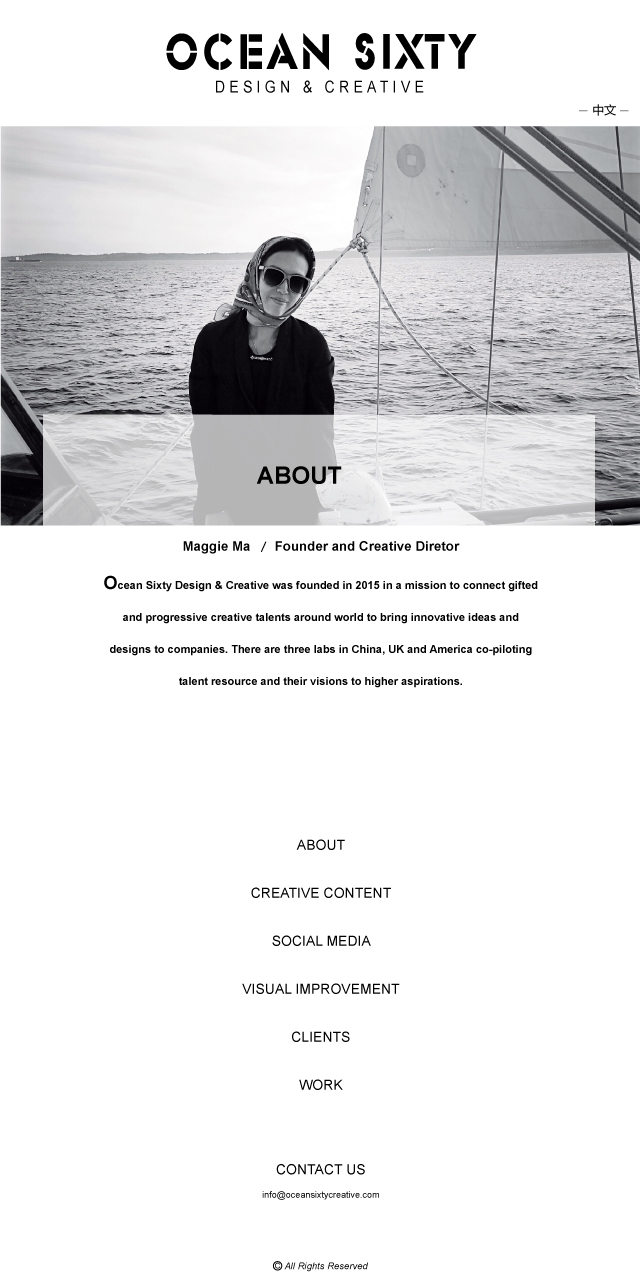 OCEAN SIXTY
DESIGN & CREATIVE
— 中文 —
ABOUT
Maggie Ma / Founder and Creative Diretor
Ocean Sixty Design & Creative was founded in 2015 in a mission to connect gifted
and progressive creative talents around world to bring innovative ideas and
designs to companies. There are three labs in China, UK and America co-piloting
talent resource and their visions to higher aspirations.
ABOUT
CREATIVE CONTENT
SOCIAL MEDIA
VISUAL IMPROVEMENT
CLIENTS
WORK
CONTACT US
info@oceansixtycreative.com
© All Rights Reserved